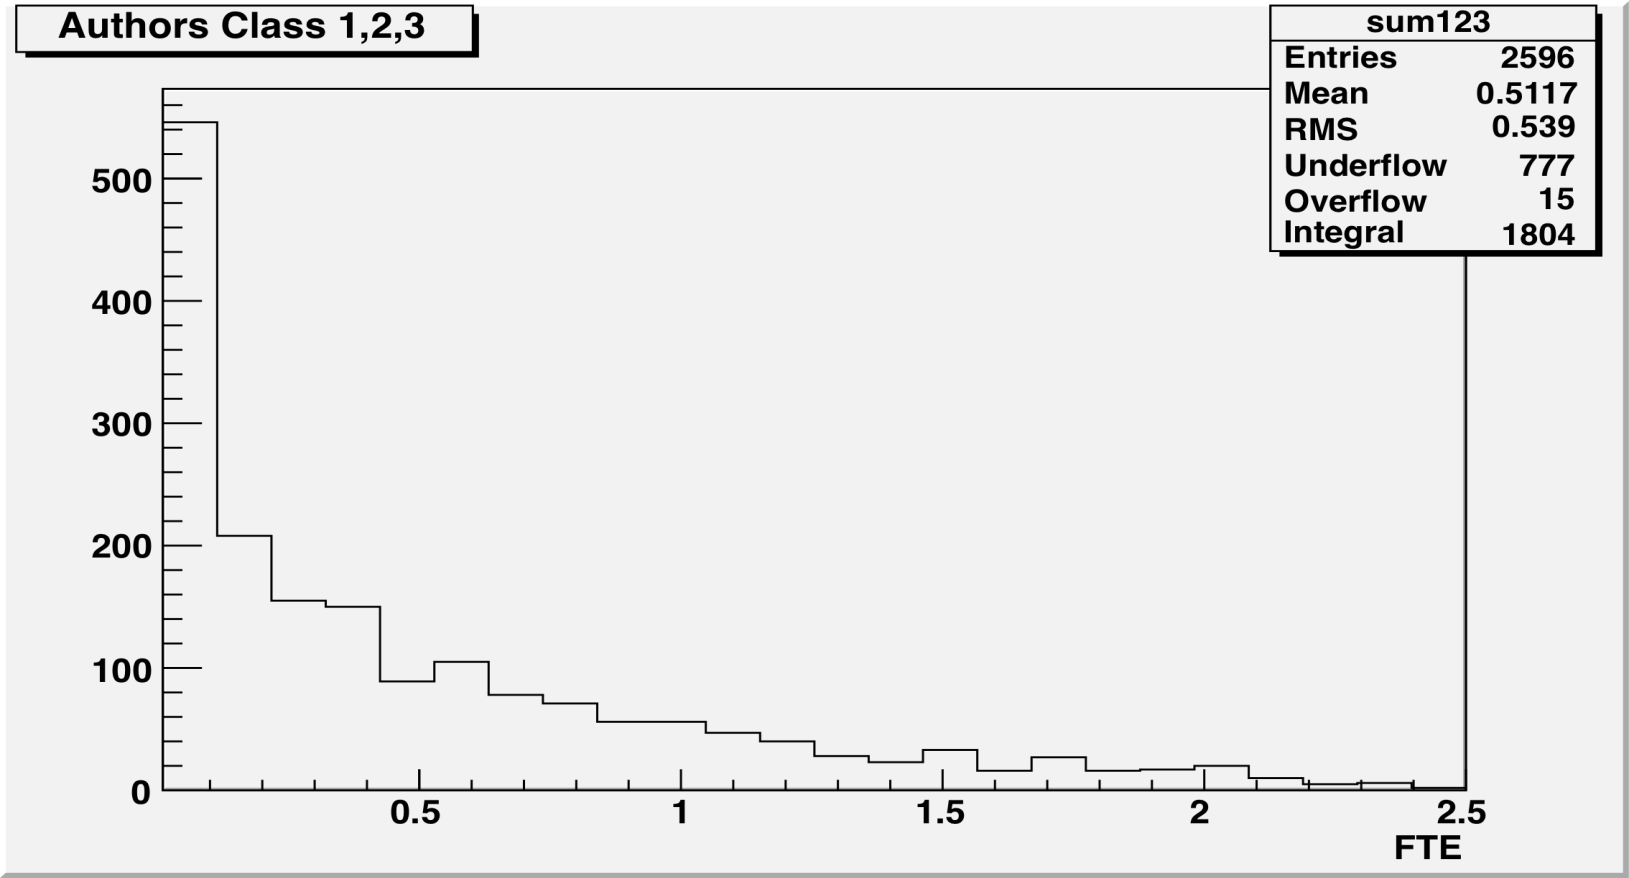 Authors Class 1,2,3
sum123
Entries 2596
Mean 0.5117
RMS 0.539
Underflow 777
Overflow 15
Integral 1804
500
400
300
200
100
0
0.5 1 1.5 2 2.5
FTE